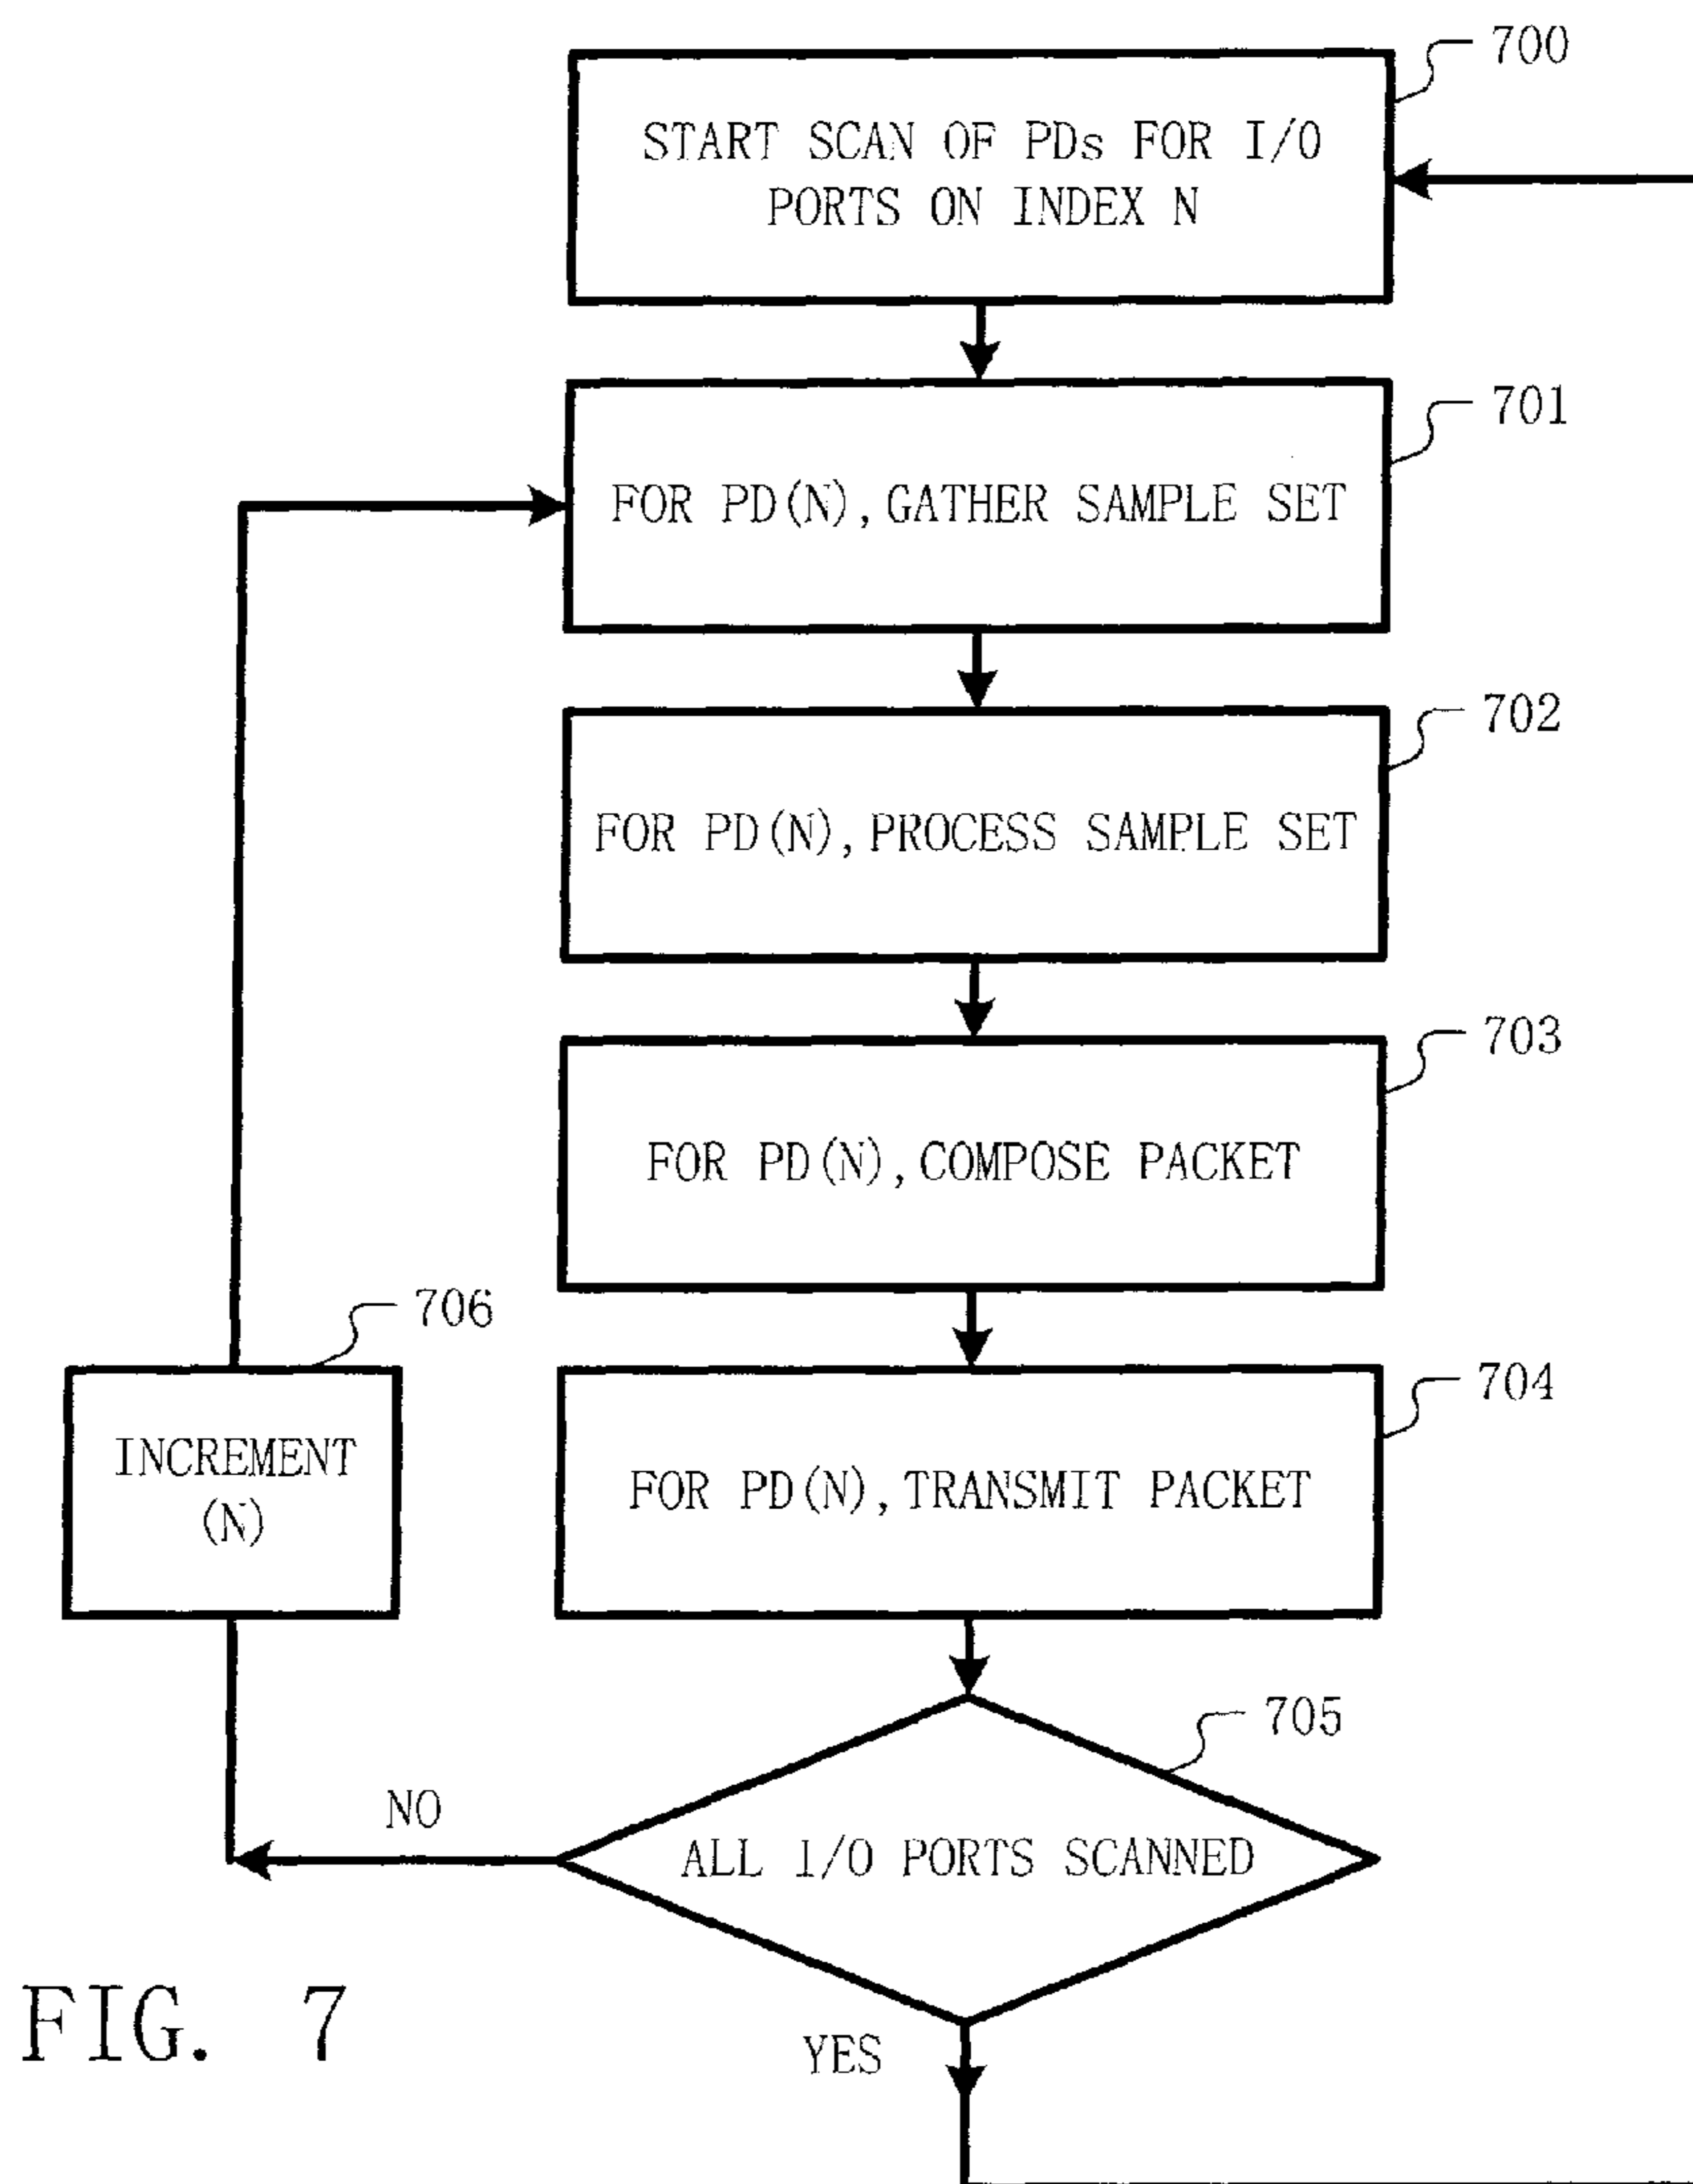 700
START SCAN OF PDs FOR I/O
PORTS ON INDEX N
701
FOR PD(N),GATHER SAMPLE SET
702
FOR PD(N),PROCESS SAMPLE SET
703
FOR PD(N),COMPOSE PACKET
706
INCREMENT
(N)
704
FOR PD(N),TRANSMIT PACKET
705
NO
ALL I/O PORTS SCANNED
FIG. 7
YES